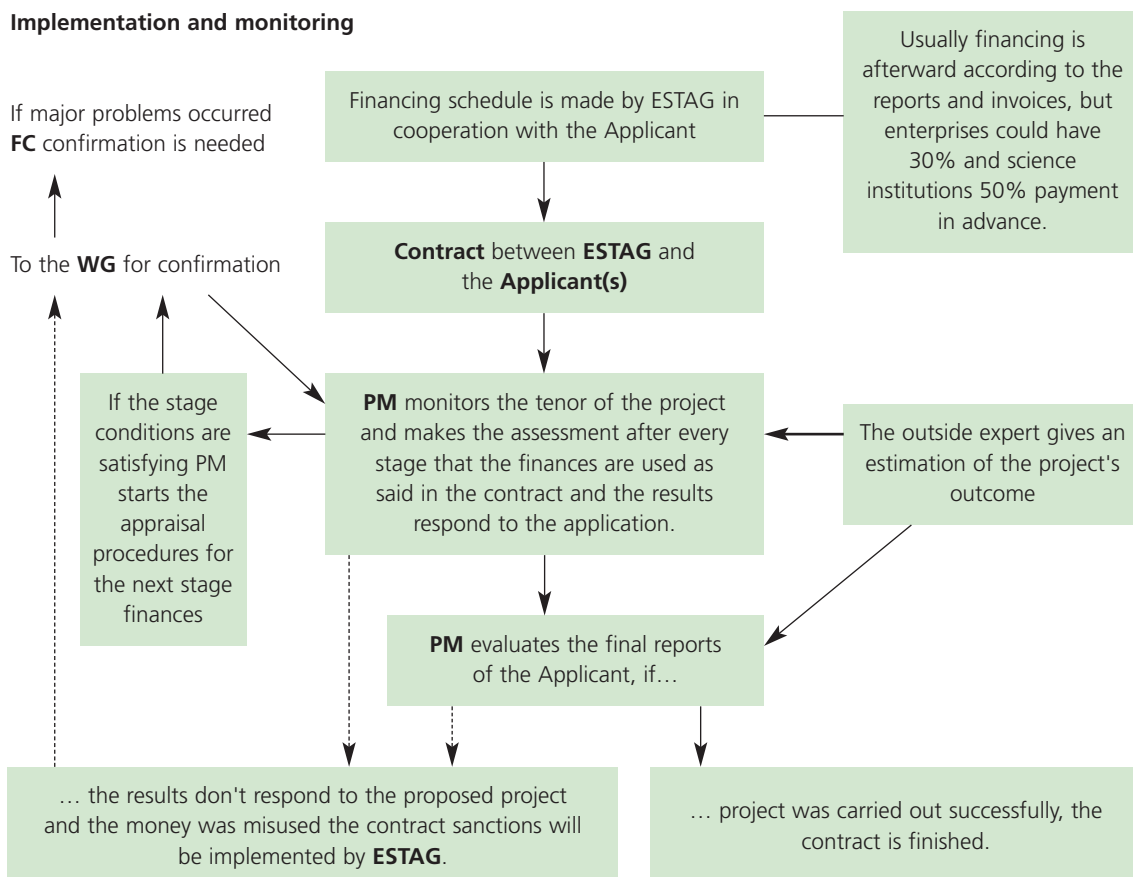 Implementation and monitoring
Usually financing is
afterward according to the
reports and invoices, but
enterprises could have
30% and science
institutions 50% payment
in advance.
Financing schedule is made by ESTAG in
cooperation with the Applicant
If major problems occurred
FC confirmation is needed
Contract between ESTAG and
the Applicant(s)
To the WG for confirmation
If the stage
conditions are
satisfying PM
starts the
appraisal
procedures for
the next stage
finances
PM monitors the tenor of the project
and makes the assessment after every
stage that the finances are used as
said in the contract and the results
respond to the application.
The outside expert gives an
estimation of the project's
outcome
PM evaluates the final reports
of the Applicant, if…
… the results don't respond to the proposed project
and the money was misused the contract sanctions will
be implemented by ESTAG.
… project was carried out successfully, the
contract is finished.